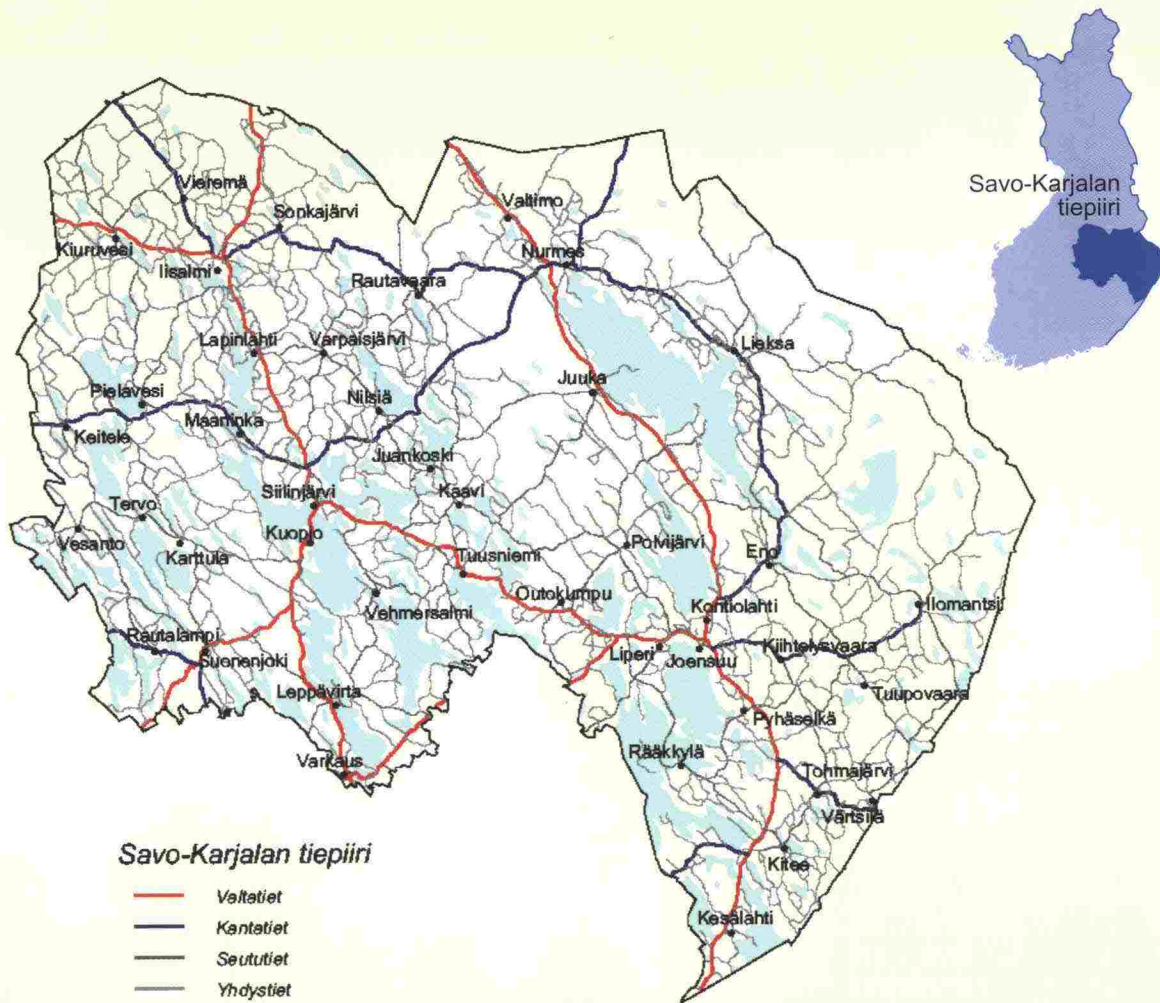 Savo-Karjalan
tiepiiri
Vieremä
Sonkajärvi
Kiuruvesi
Iisalmi
Valtimo
Nurmes
Rautavaara
Lapinlahti
Varpaisjärvi
Lieksa
Juuka
Pielavesi
Nilsiä
Maaninka
Keitele
Juankoski
Siilinjärvi
Kaavi
Tervo
Vesanto
Karttula
Kuopio
Tuusniemi
Polvijärvi
Eno
Vehmersalmi
Outokumpu
Kontiolahti
Ilomantsi
Rautalampi
Suonenjoki
Liperi
Joensuu
Kiihtelysvaara
Tuupovaara
Leppävirta
Pyhäselkä
Varkaus
Rääkkylä
Tohmajärvi
Värtsilä
Kitee
Kesälahti
Savo-Karjalan tiepiiri
Valtatiet
Kantatiet
Seututiet
Yhdystiet